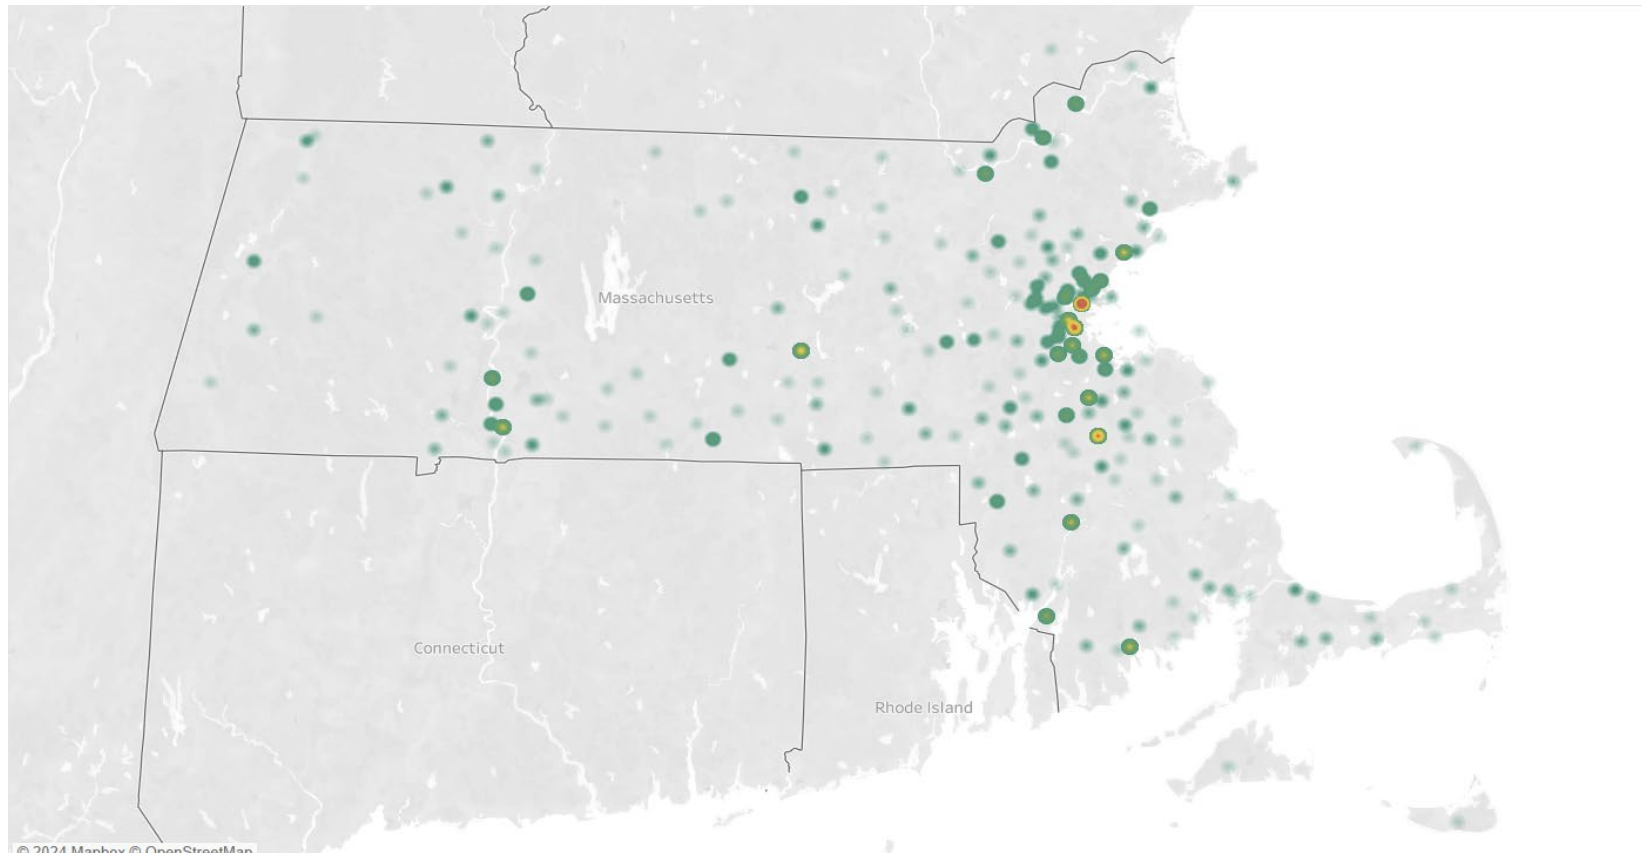 Massachusetts
Connecticut
Rhode Island
© 2024 Mapbox © OpenStreetMap